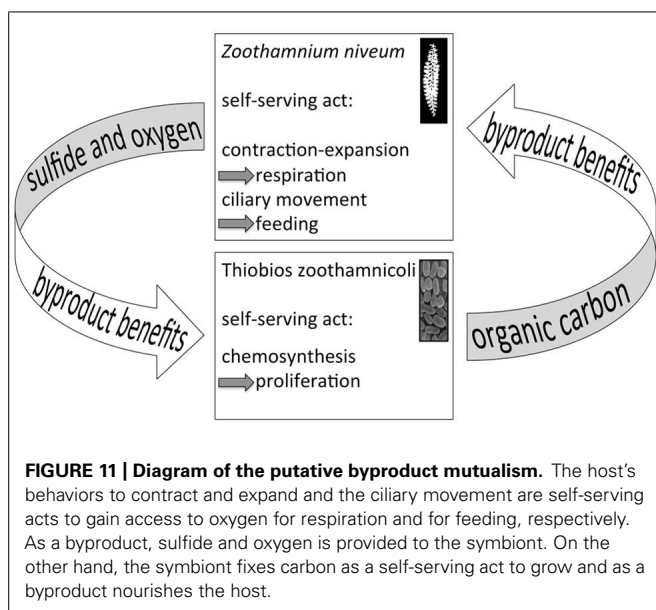 Zoothamnium niveum
self-serving act:
contraction-expansion
respiration
ciliary movement
feeding
sulfide and oxygen
byproduct benefits
Thiobios zoothamnicoli
self-serving act:
chemosynthesis
proliferation
organic carbon
byproduct benefits
FIGURE 11 | Diagram of the putative byproduct mutualism. The host's
behaviors to contract and expand and the ciliary movement are self-serving
acts to gain access to oxygen for respiration and for feeding, respectively.
As a byproduct, sulfide and oxygen is provided to the symbiont. On the
other hand, the symbiont fixes carbon as a self-serving act to grow and as a
byproduct nourishes the host.